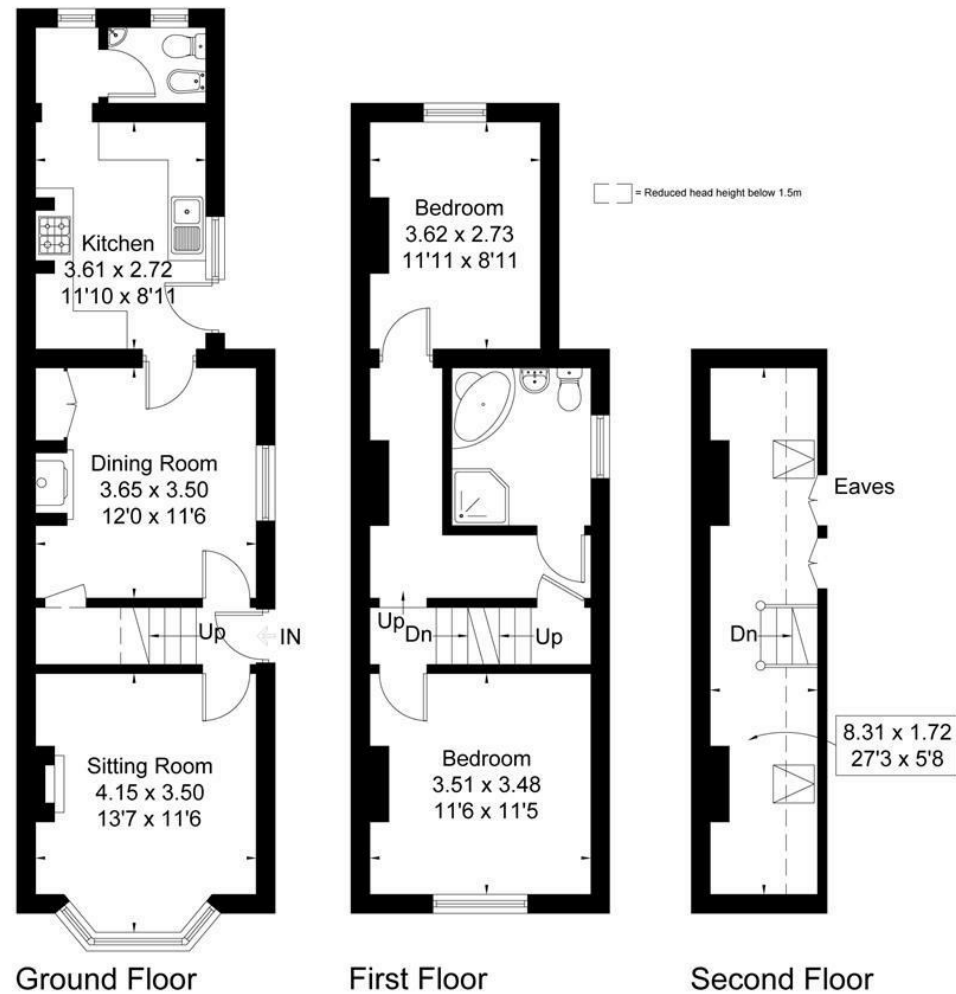 Kitchen
3.61 x 2.72
11'10 x 8'11
Dining Room
3.65 x 3.50
12'0 x 11'6
Up
IN
Sitting Room
4.15 x 3.50
13'7 x 11'6
Ground Floor
Bedroom
3.62 x 2.73
11'11 x 8'11
Up
Dn
Up
Bedroom
3.51 x 3.48
11'6 x 11'5
First Floor
= Reduced head height below 1.5m
Eaves
Dn
8.31 x 1.72
27'3 x 5'8
Second Floor